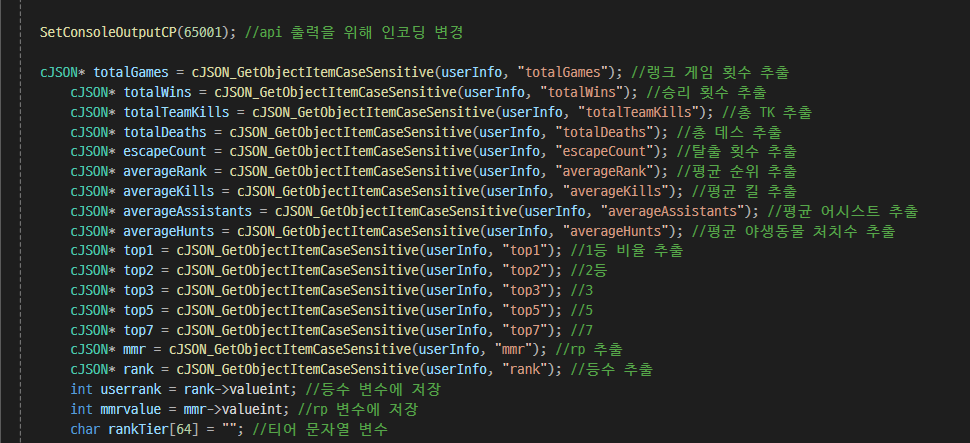 SetConsoleOutputCP(65001); //api 출력을 위해 인코딩 변경
cJSON* totalGames = cJSON_GetObjectItemCaseSensitive(userInfo, "totalGames"); //랭크 게임 횟수 추출
cJSON* totalWins = cJSON_GetObjectItemCaseSensitive(userInfo, "totalWins"); //승리 횟수 추출
cJSON* totalTeamKills = cJSON_GetObjectItemCaseSensitive(userInfo, "totalTeamKills"); //총 TK 추출
cJSON* totalDeaths = cJSON_GetObjectItemCaseSensitive(userInfo, "totalDeaths"); //총 데스 추출
cJSON* escapeCount = cJSON_GetObjectItemCaseSensitive(userInfo, "escapeCount"); //탈출 횟수 추출
cJSON* averageRank = cJSON_GetObjectItemCaseSensitive(userInfo, "averageRank"); //평균 순위 추출
cJSON* averageKills = cJSON_GetObjectItemCaseSensitive(userInfo, "averageKills"); //평균 킬 추출
cJSON* averageAssistants = cJSON_GetObjectItemCaseSensitive(userInfo, "averageAssistants"); //평균 어시스트 추출
cJSON* averageHunts = cJSON_GetObjectItemCaseSensitive(userInfo, "averageHunts"); //평균 야생동물 처치수 추출
cJSON* top1 = cJSON_GetObjectItemCaseSensitive(userInfo, "top1"); //1등 비율 추출
cJSON* top2 = cJSON_GetObjectItemCaseSensitive(userInfo, "top2"); //2등
cJSON* top3 = cJSON_GetObjectItemCaseSensitive(userInfo, "top3"); //3
cJSON* top5 = cJSON_GetObjectItemCaseSensitive(userInfo, "top5"); //5
cJSON* top7 = cJSON_GetObjectItemCaseSensitive(userInfo, "top7"); //7
cJSON* mmr = cJSON_GetObjectItemCaseSensitive(userInfo, "mmr"); //rp 추출
cJSON* rank = cJSON_GetObjectItemCaseSensitive(userInfo, "rank"); //등수 추출
int userrank = rank->valueint; //등수 변수에 저장
int mmrvalue = mmr->valueint; //rp 변수에 저장
char rankTier[64] = ""; //티어 문자열 변수